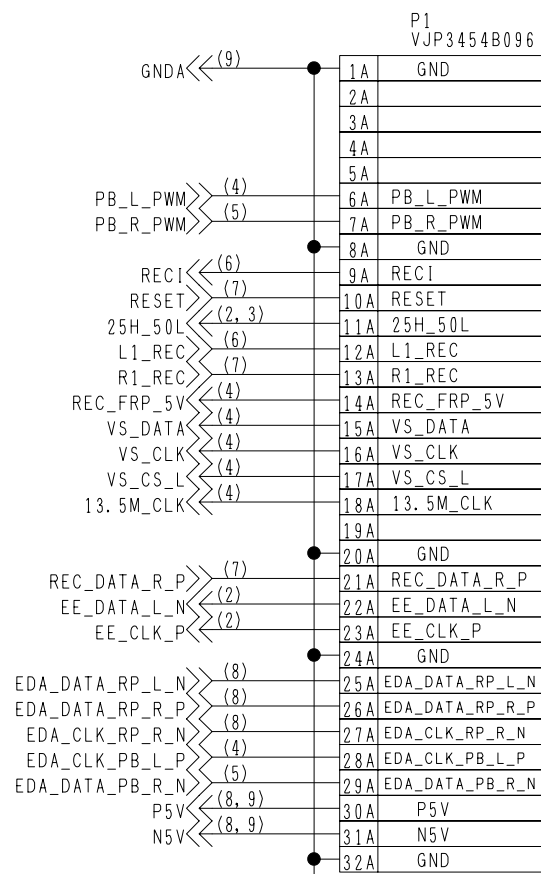 P1
VJP3454B096
GNDA (9) 1A GND
2A
3A
4A
5A
PB_L_PWM (4) 6A PB_L_PWM
PB_R_PWM (5) 7A PB_R_PWM
8A GND
RECI (6) 9A RECI
RESET (7) 10A RESET
25H_50L (2, 3) 11A 25H_50L
L1_REC (6) 12A L1_REC
R1_REC (7) 13A R1_REC
REC_FRP_5V (4) 14A REC_FRP_5V
VS_DATA (4) 15A VS_DATA
VS_CLK (4) 16A VS_CLK
VS_CS_L (4) 17A VS_CS_L
13.5M_CLK (4) 18A 13.5M_CLK
19A
20A GND
REC_DATA_R_P (7) 21A REC_DATA_R_P
EE_DATA_L_N (2) 22A EE_DATA_L_N
EE_CLK_P (2) 23A EE_CLK_P
24A GND
EDA_DATA_RP_L_N (8) 25A EDA_DATA_RP_L_N
EDA_DATA_RP_R_P (8) 26A EDA_DATA_RP_R_P
EDA_CLK_RP_R_N (8) 27A EDA_CLK_RP_R_N
EDA_CLK_PB_L_P (4) 28A EDA_CLK_PB_L_P
EDA_DATA_PB_R_N (5) 29A EDA_DATA_PB_R_N
P5V (8, 9) 30A P5V
N5V (8, 9) 31A N5V
32A GND